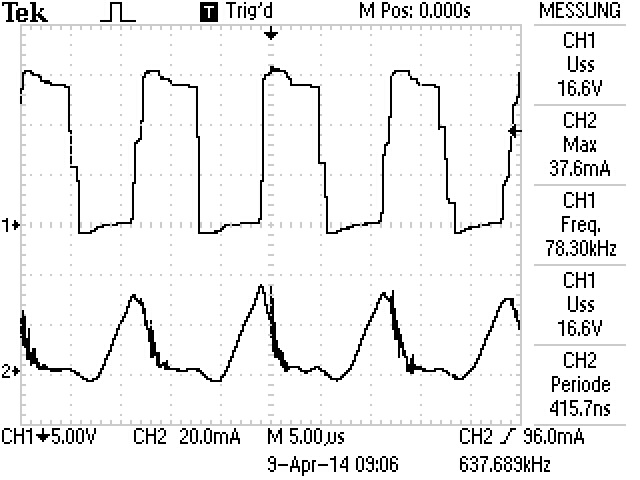 Tek T Trig'd M Pos: 0.000s MESSUNG
CH1
Uss
16.6V
CH2
Max
37.6mA
1
CH1
Freq.
78.30kHz
CH1
Uss
16.6V
2
CH2
Periode
415.7ns
CH1 5.00V CH2 20.0mA M 5.00µs CH2 96.0mA
9-Apr-14 09:06 637.689kHz